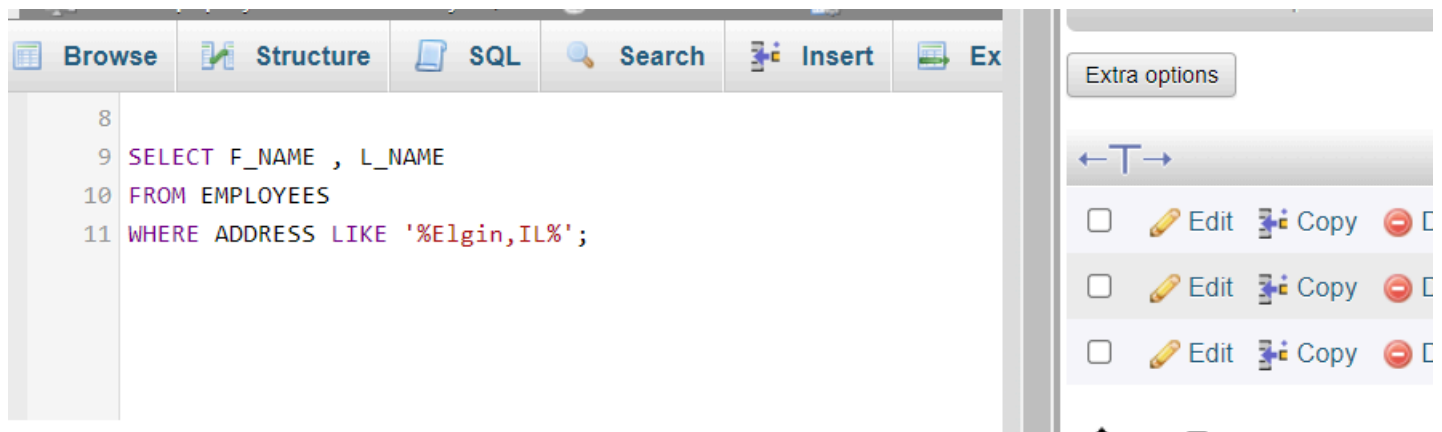 Browse Structure SQL Search Insert Ex
8
9 SELECT F_NAME , L_NAME
10 FROM EMPLOYEES
11 WHERE ADDRESS LIKE '%Elgin,IL%';
Extra options
←T→
Edit Copy D
Edit Copy D
Edit Copy D